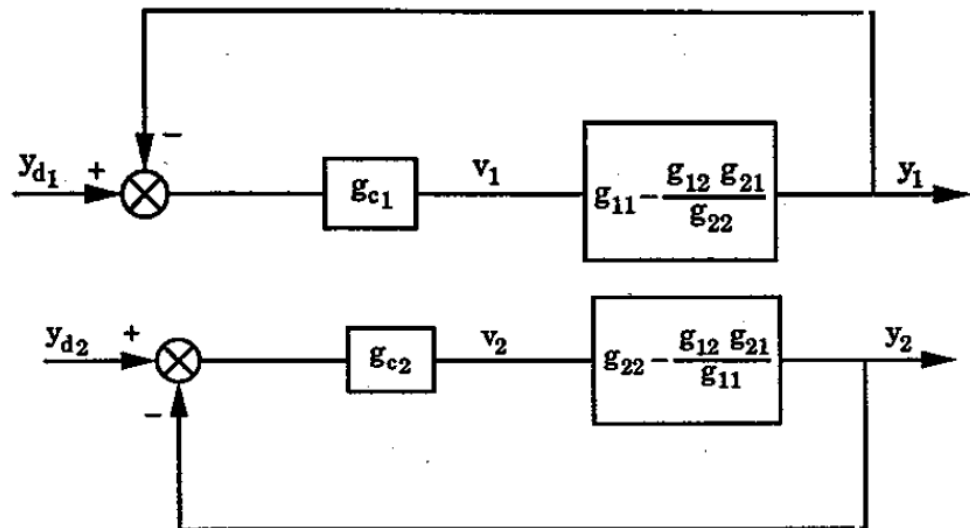 −
y_d1 + g_c1 v_1 g_11 − g_12 g_21 / g_22 y_1
y_d2 + g_c2 v_2 g_22 − g_12 g_21 / g_11 y_2
−